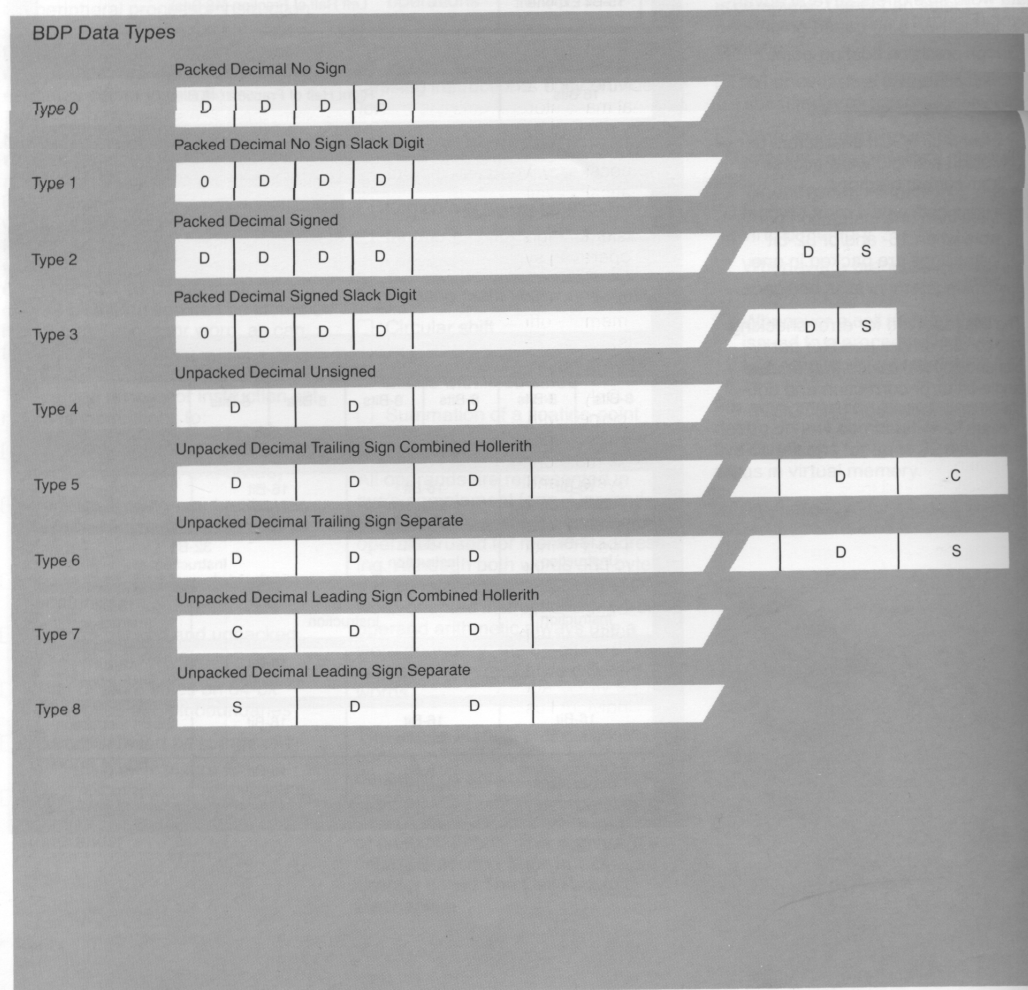 BDP Data Types
Packed Decimal No Sign
Type 0 D D D D
Packed Decimal No Sign Slack Digit
Type 1 0 D D D
Packed Decimal Signed
Type 2 D D D D D S
Packed Decimal Signed Slack Digit
Type 3 0 D D D D S
Unpacked Decimal Unsigned
Type 4 D D D
Unpacked Decimal Trailing Sign Combined Hollerith
Type 5 D D D D C
Unpacked Decimal Trailing Sign Separate
Type 6 D D D D S
Unpacked Decimal Leading Sign Combined Hollerith
Type 7 C D D
Unpacked Decimal Leading Sign Separate
Type 8 S D D